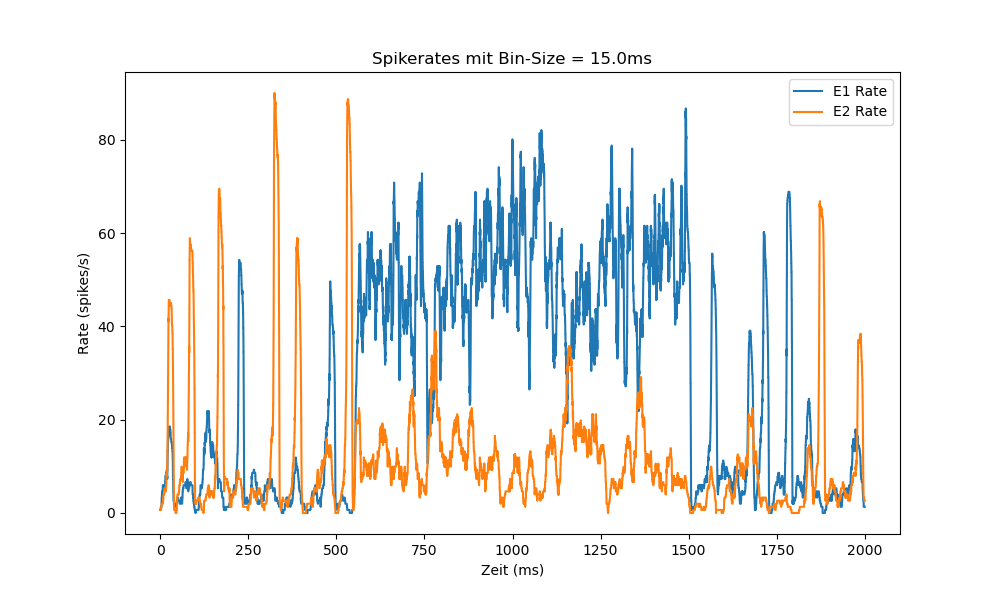 Spikerates mit Bin-Size = 15.0ms
E1 Rate
E2 Rate
Rate (spikes/s)
80
60
40
20
0
0 250 500 750 1000 1250 1500 1750 2000
Zeit (ms)